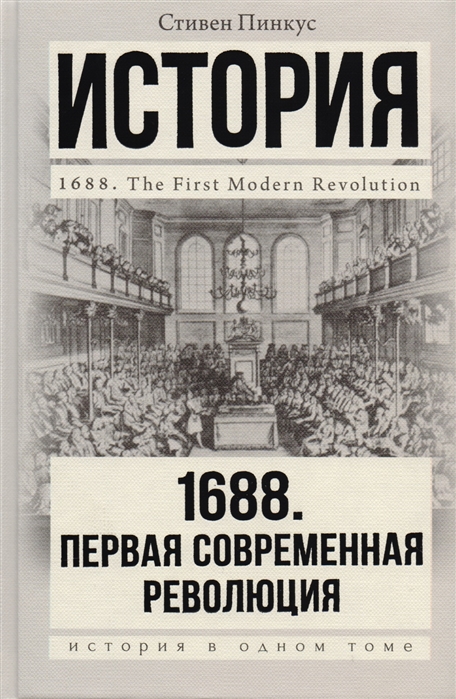 Стивен Пинкус
ИСТОРИЯ
1688. The First Modern Revolution
1688.
ПЕРВАЯ СОВРЕМЕННАЯ
РЕВОЛЮЦИЯ
история в одном томе